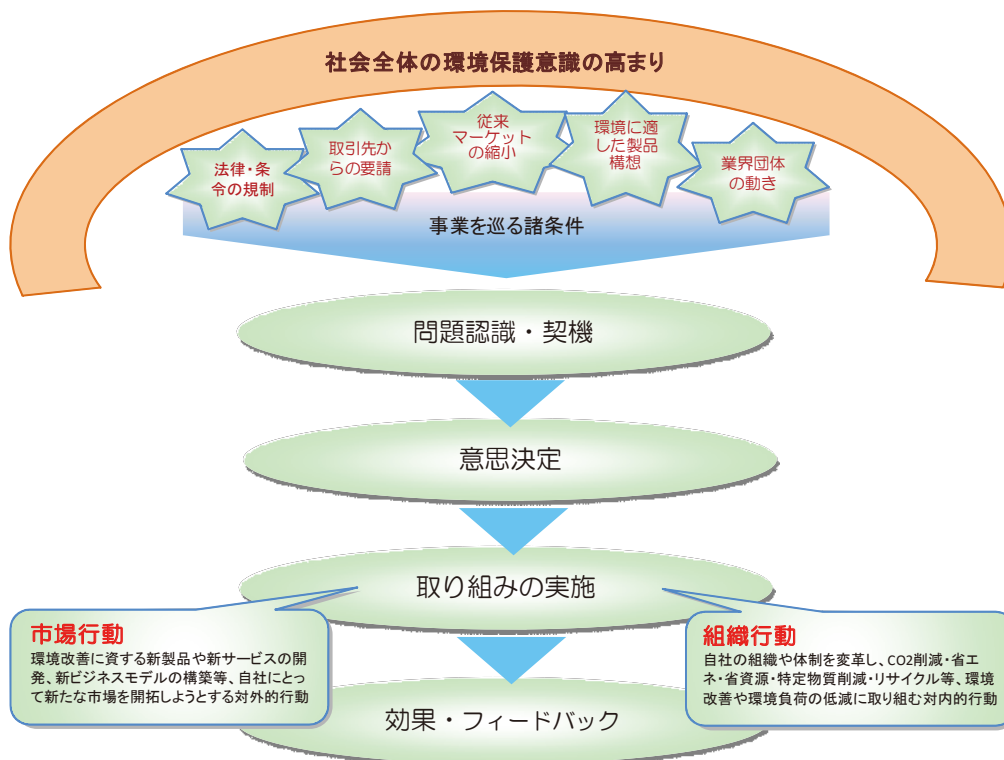 社会全体の環境保護意識の高まり
法律・条
令の規制
取引先か
らの要請
従来
マーケット
の縮小
環境に適
した製品
構想
業界団体
の動き
事業を巡る諸条件
問題認識・契機
意思決定
取り組みの実施
市場行動
環境改善に資する新製品や新サービスの開
発、新ビジネスモデルの構築等、自社にとっ
て新たな市場を開拓しようとする対外的行動
組織行動
自社の組織や体制を変革し、CO2削減・省エ
ネ・省資源・特定物質削減・リサイクル等、環境
改善や環境負荷の低減に取り組む対内的行動
効果・フィードバック